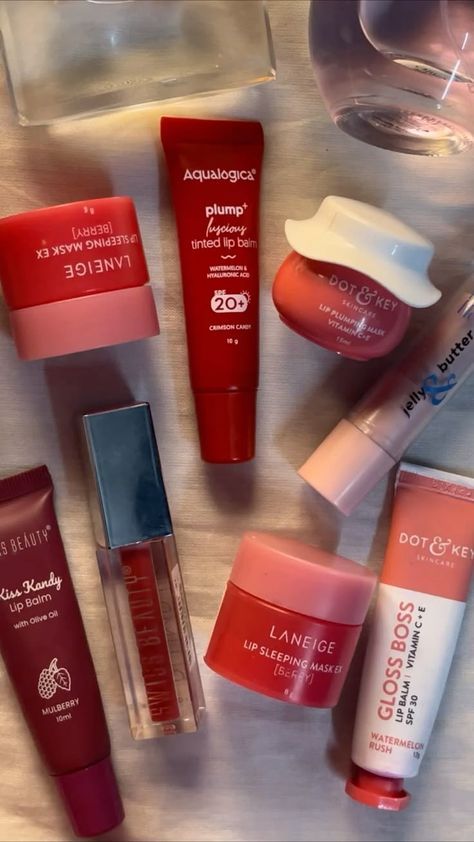 Aqualogica®
plump+
luscious
tinted lip balm
WATERMELON &
HYALURONIC ACID
SPF
20+
CRIMSON CANDY
10 g
LANEIGE
LIP SLEEPING MASK EX
[BERRY]
8g
DOT & KEY
SKINCARE
LIP PLUMPING MASK
VITAMIN C+E
jelly & butter
SS BEAUTY
Kiss Kandy
Lip Balm
with Olive Oil
MULBERRY
10ml
SWISS BEAUTY
LANEIGE
LIP SLEEPING MASK EX
[BERRY]
DOT & KEY
SKINCARE
GLOSS BOSS
LIP BALM | VITAMIN C + E
SPF 30
WATERMELON
RUSH